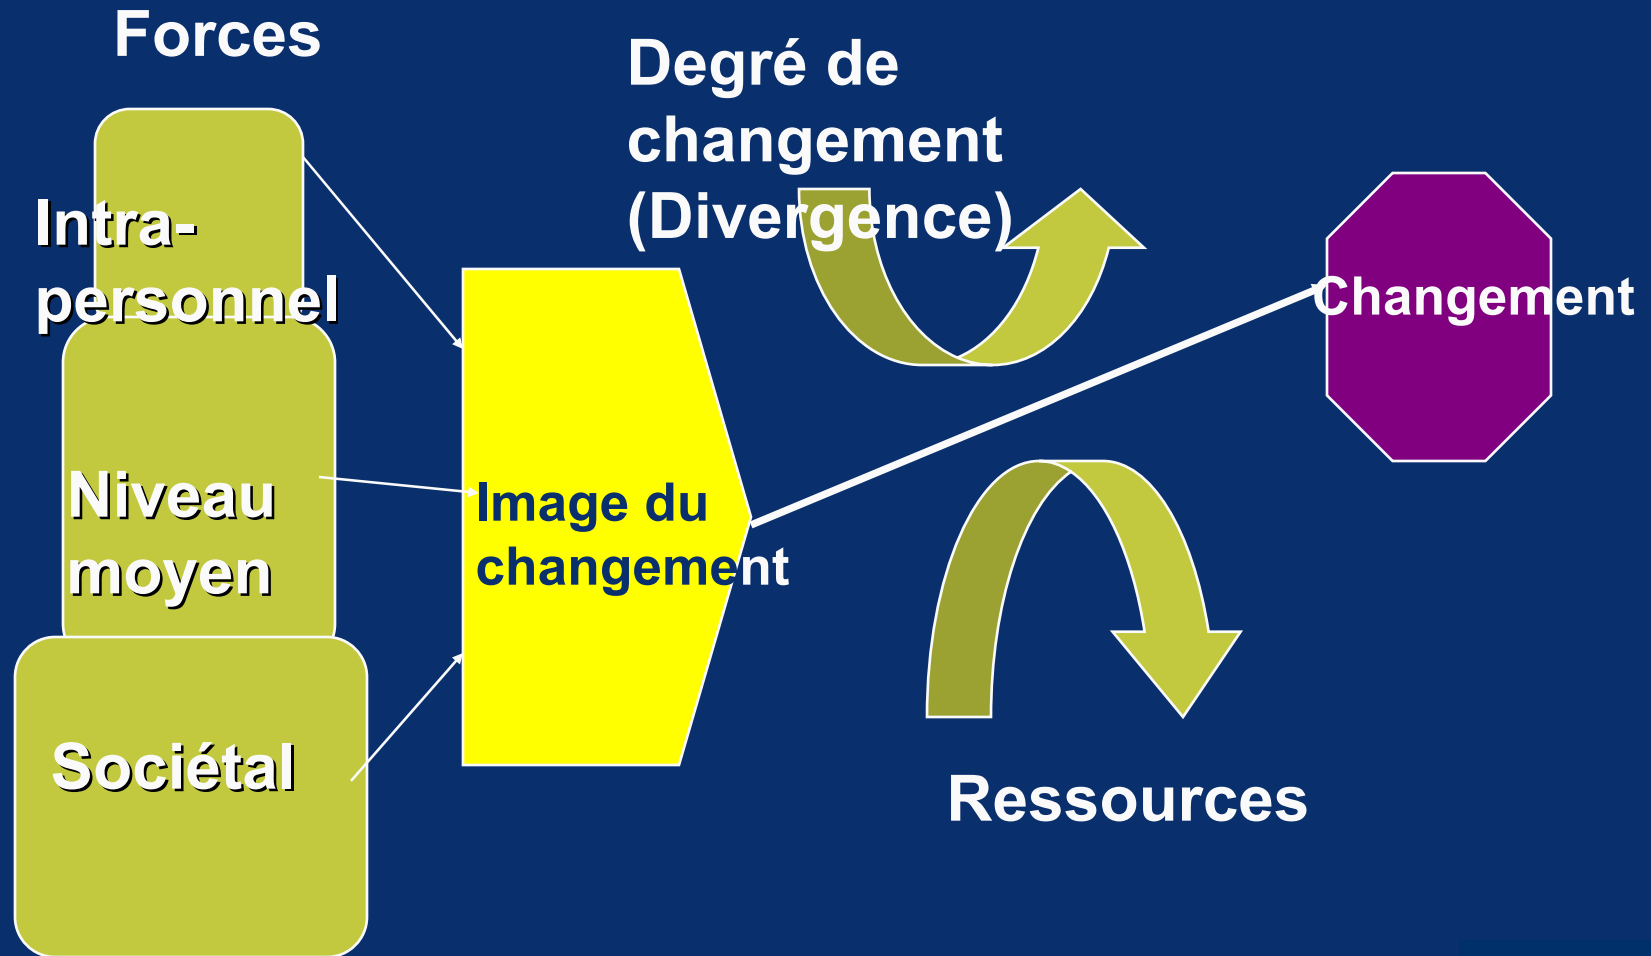 Forces
Intra-
personnel
Niveau
moyen
Sociétal
Image du
changement
Degré de
changement
(Divergence)
Ressources
Changement